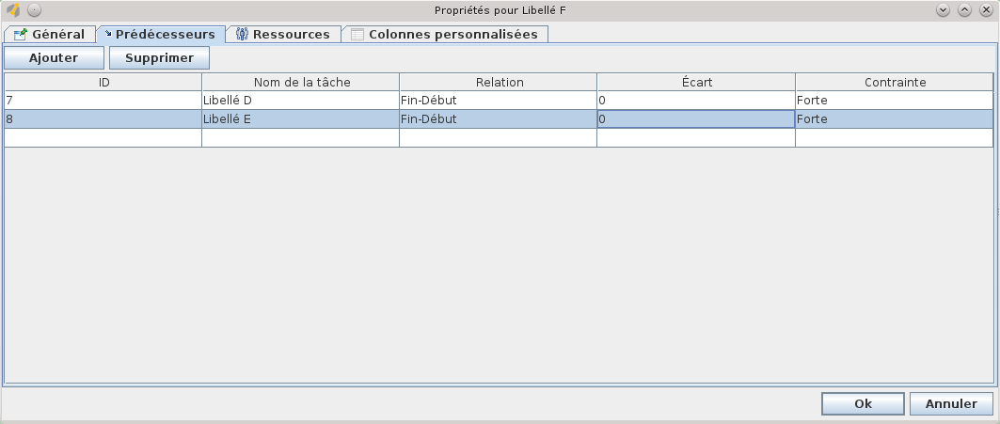 Propriétés pour Libellé F
Général Prédécesseurs Ressources Colonnes personnalisées
Ajouter Supprimer
ID Nom de la tâche Relation Écart Contrainte
7 Libellé D Fin-Début 0 Forte
8 Libellé E Fin-Début 0 Forte
Ok Annuler